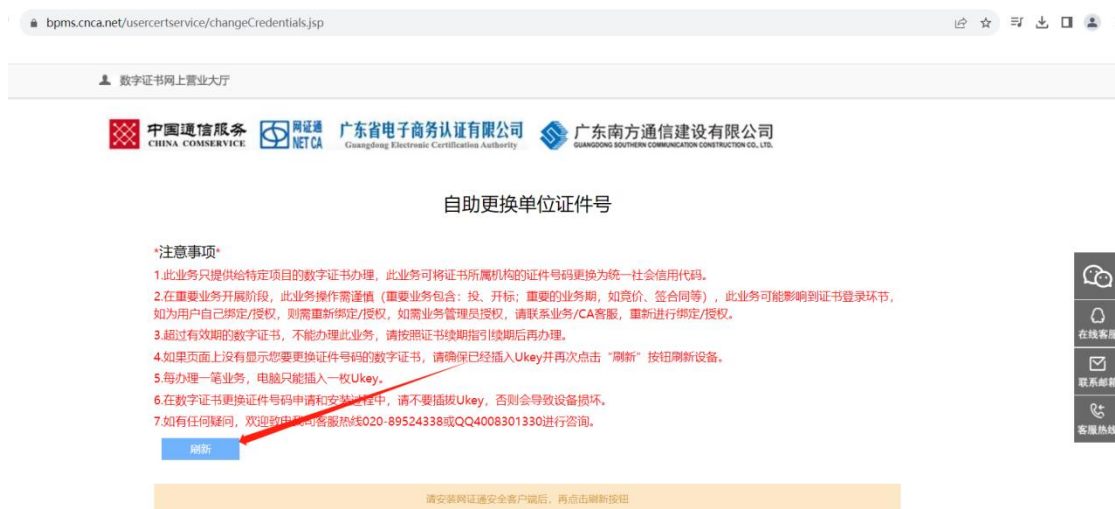 bpms.cnca.net/usercertservice/changeCredentials.jsp
数字证书网上营业大厅
中国通信服务
CHINA COMSERVICE
网证通
NET CA
广东省电子商务认证有限公司
Guangdong Electronic Certification Authority
广东南方通信建设有限公司
GUANGDONG SOUTHERN COMMUNICATION CONSTRUCTION CO., LTD.
自助更换单位证件号
*注意事项*
1.此业务只提供给特定项目的数字证书办理，此业务可将证书所属机构的证件号码更换为统一社会信用代码。
2.在重要业务开展阶段，此业务操作需谨慎（重要业务包含：投、开标；重要的业务期，如竞价、签合同等），此业务可能影响到证书登录环节，
如为用户自己绑定/授权，则需重新绑定/授权，如需业务管理员授权，请联系业务/CA客服，重新进行绑定/授权。
3.超过有效期的数字证书，不能办理此业务，请按照证书续期指引续期后再办理。
4.如果页面上没有显示您要更换证件号码的数字证书，请确保已经插入Ukey并再次点击“刷新”按钮刷新设备。
5.每办理一笔业务，电脑只能插入一枚Ukey。
6.在数字证书更换证件号码申请和安装过程中，请不要插拔Ukey，否则会导致设备损坏。
7.如有任何疑问，欢迎致电我司客服热线020-89524338或QQ4008301330进行咨询。
刷新
请安装网证通安全客户端后，再点击刷新按钮
在线客服
联系邮箱
客服热线